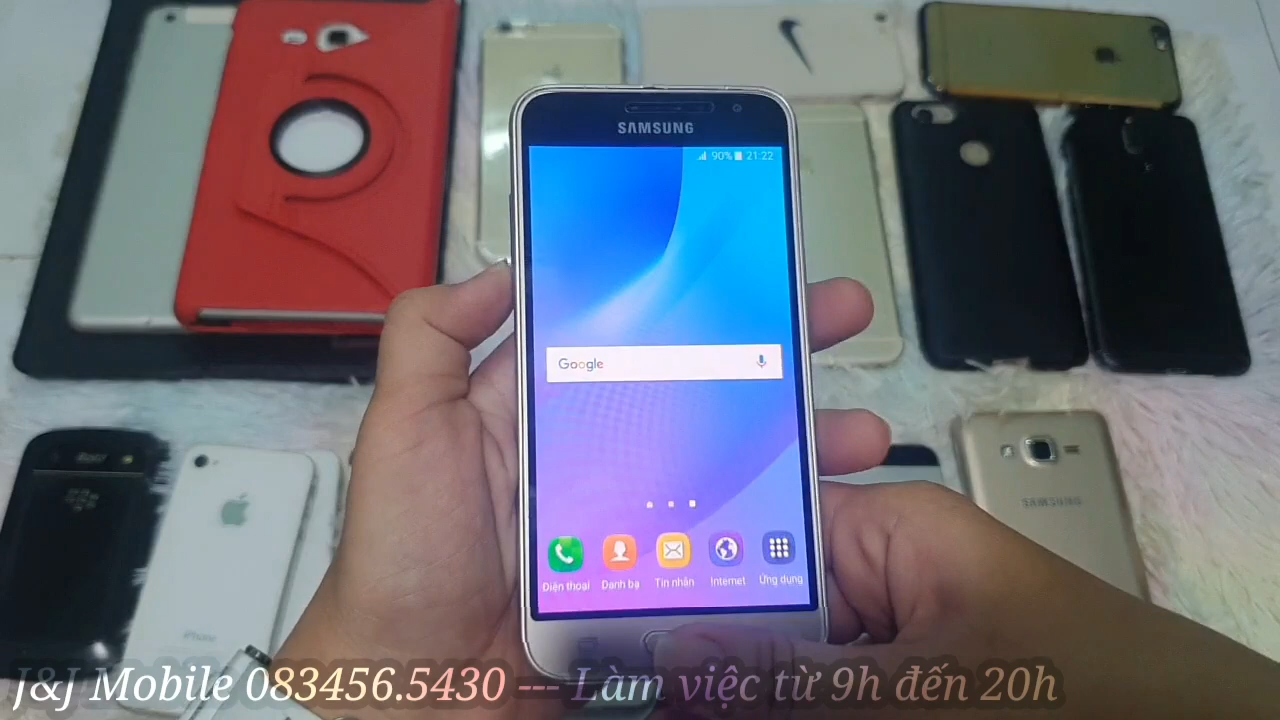 SAMSUNG
90% 21:22
Google
Điện thoại Danh bạ Tin nhắn Internet Ứng dụng
SAMSUNG
iPhone
J&J Mobile 083456.5430 --- Làm việc từ 9h đến 20h